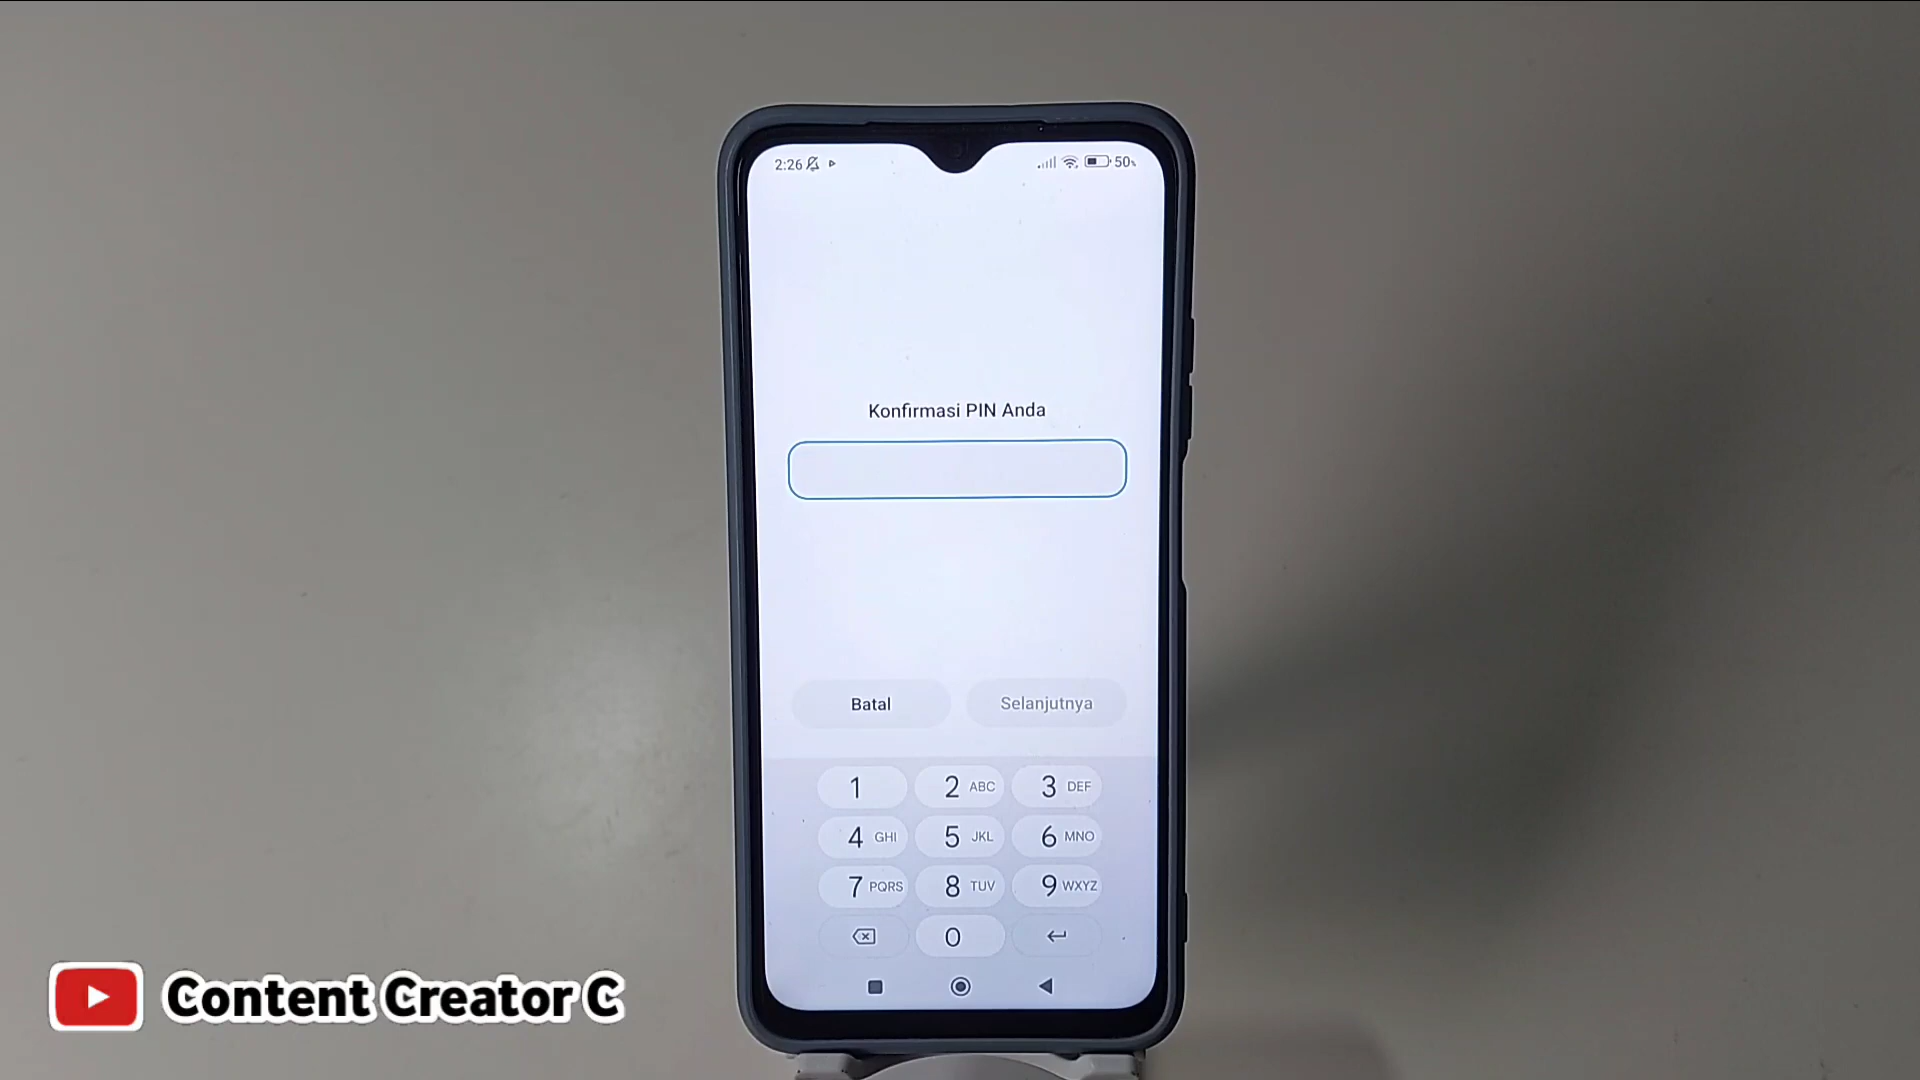 2:26 50%
Konfirmasi PIN Anda
Batal Selanjutnya
1 2 ABC 3 DEF
4 GHI 5 JKL 6 MNO
7 PQRS 8 TUV 9 WXYZ
0
Content Creator C